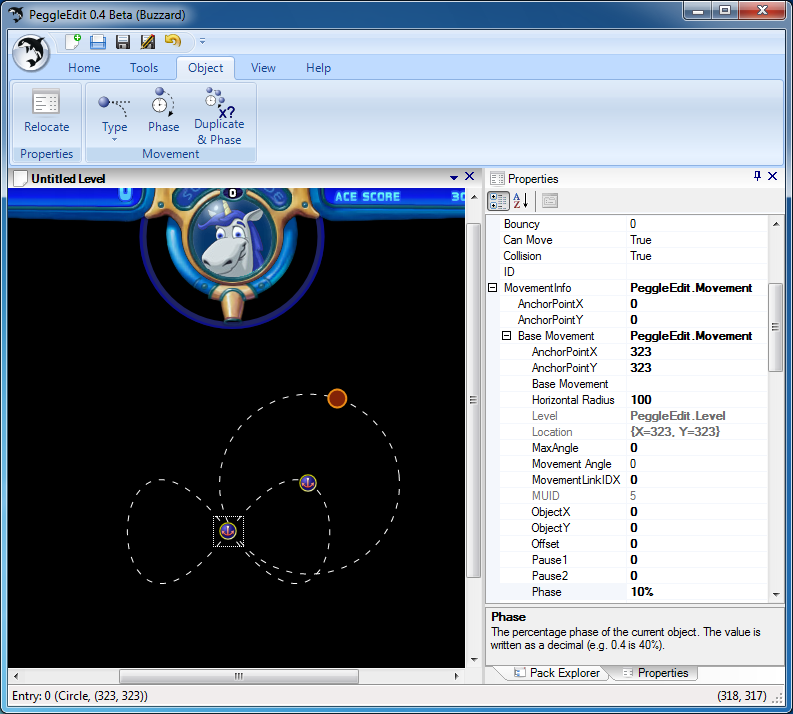 PeggleEdit 0.4 Beta (Buzzard)
Home Tools Object View Help
Relocate Type Phase Duplicate & Phase
Properties Movement
Untitled Level
Properties
0 ACE SCORE
Bouncy 0
Can Move True
Collision True
ID
MovementInfo PeggleEdit.Movement
AnchorPointX 0
AnchorPointY 0
Base Movement PeggleEdit.Movement
AnchorPointX 323
AnchorPointY 323
Base Movement
Horizontal Radius 100
Level PeggleEdit.Level
Location {X=323, Y=323}
MaxAngle 0
Movement Angle 0
MovementLinkIDX 0
MUID 5
ObjectX 0
ObjectY 0
Offset 0
Pause1 0
Pause2 0
Phase 10%
Phase
The percentage phase of the current object. The value is
written as a decimal (e.g. 0.4 is 40%).
Pack Explorer Properties
Entry: 0 (Circle, (323, 323)) (318, 317)